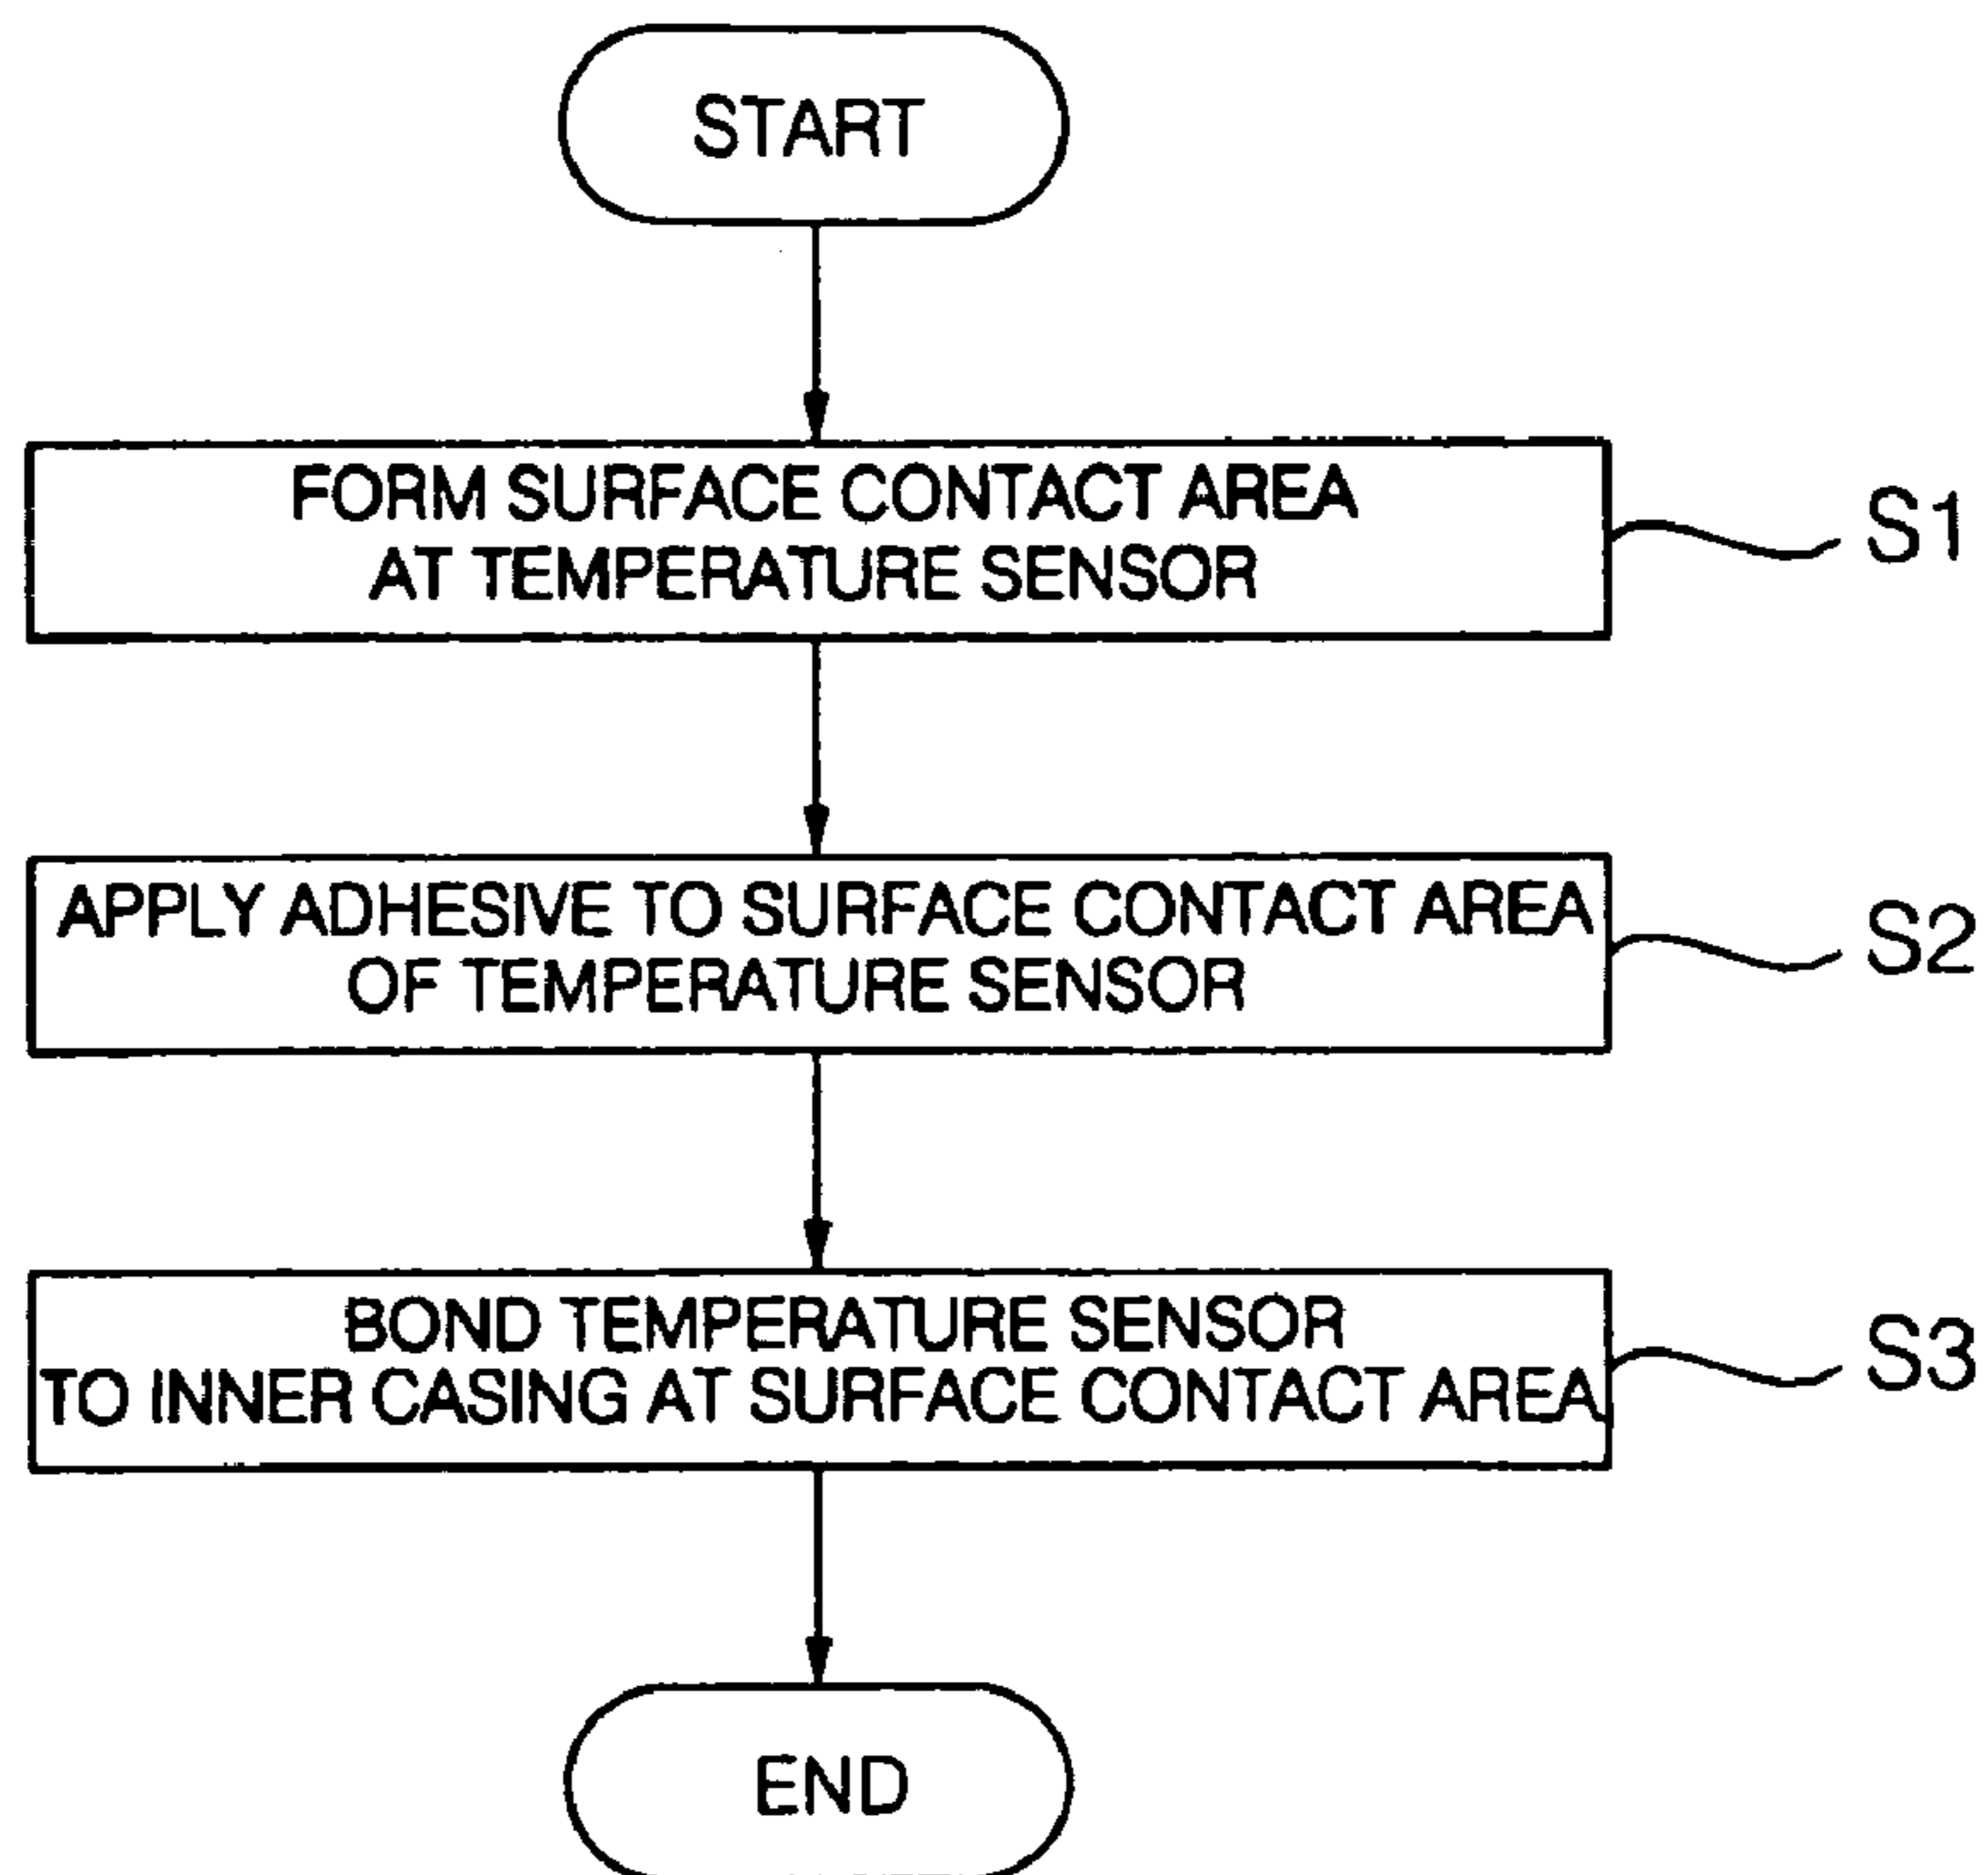 START
FORM SURFACE CONTACT AREA
AT TEMPERATURE SENSOR
S1
APPLY ADHESIVE TO SURFACE CONTACT AREA
OF TEMPERATURE SENSOR
S2
BOND TEMPERATURE SENSOR
TO INNER CASING AT SURFACE CONTACT AREA
S3
END